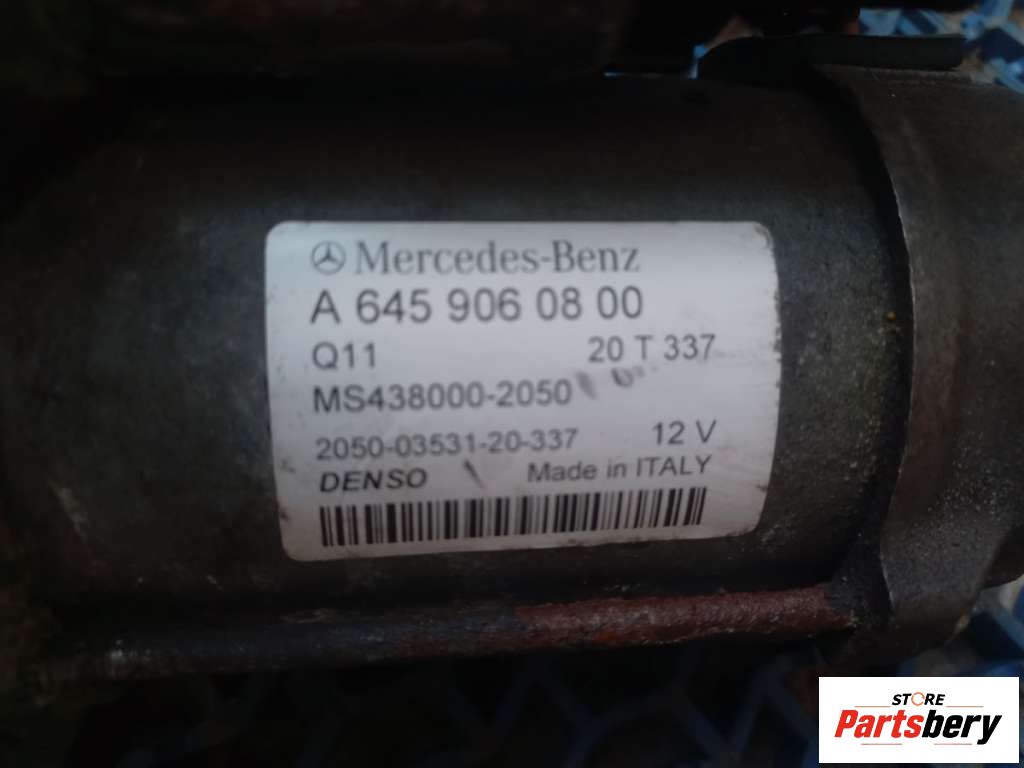 Mercedes-Benz
A 645 906 08 00
Q11 20 T 337
MS438000-2050
2050-03531-20-337 12 V
DENSO Made in ITALY
STORE
Partsbery